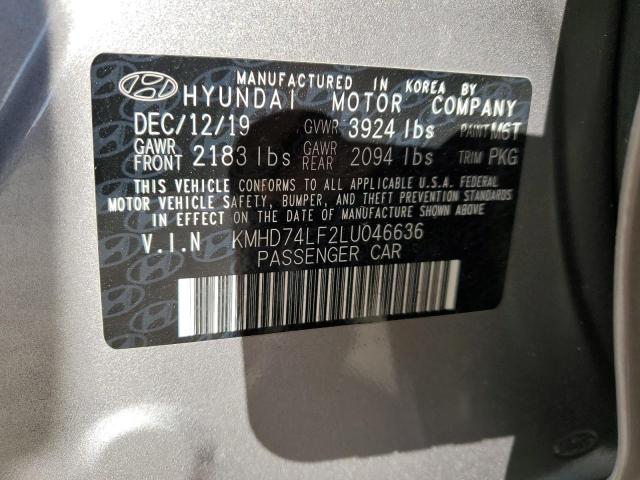 MANUFACTURED IN KOREA BY
HYUNDAI MOTOR COMPANY
DEC/12/19 GVWR 3924 lbs PAINT M6T
GAWR FRONT 2183 lbs GAWR REAR 2094 lbs TRIM PKG
THIS VEHICLE CONFORMS TO ALL APPLICABLE U.S.A. FEDERAL
MOTOR VEHICLE SAFETY, BUMPER, AND THEFT PREVENTION STANDARDS
IN EFFECT ON THE DATE OF MANUFACTURE SHOWN ABOVE.
V.I.N KMHD74LF2LU046636
PASSENGER CAR